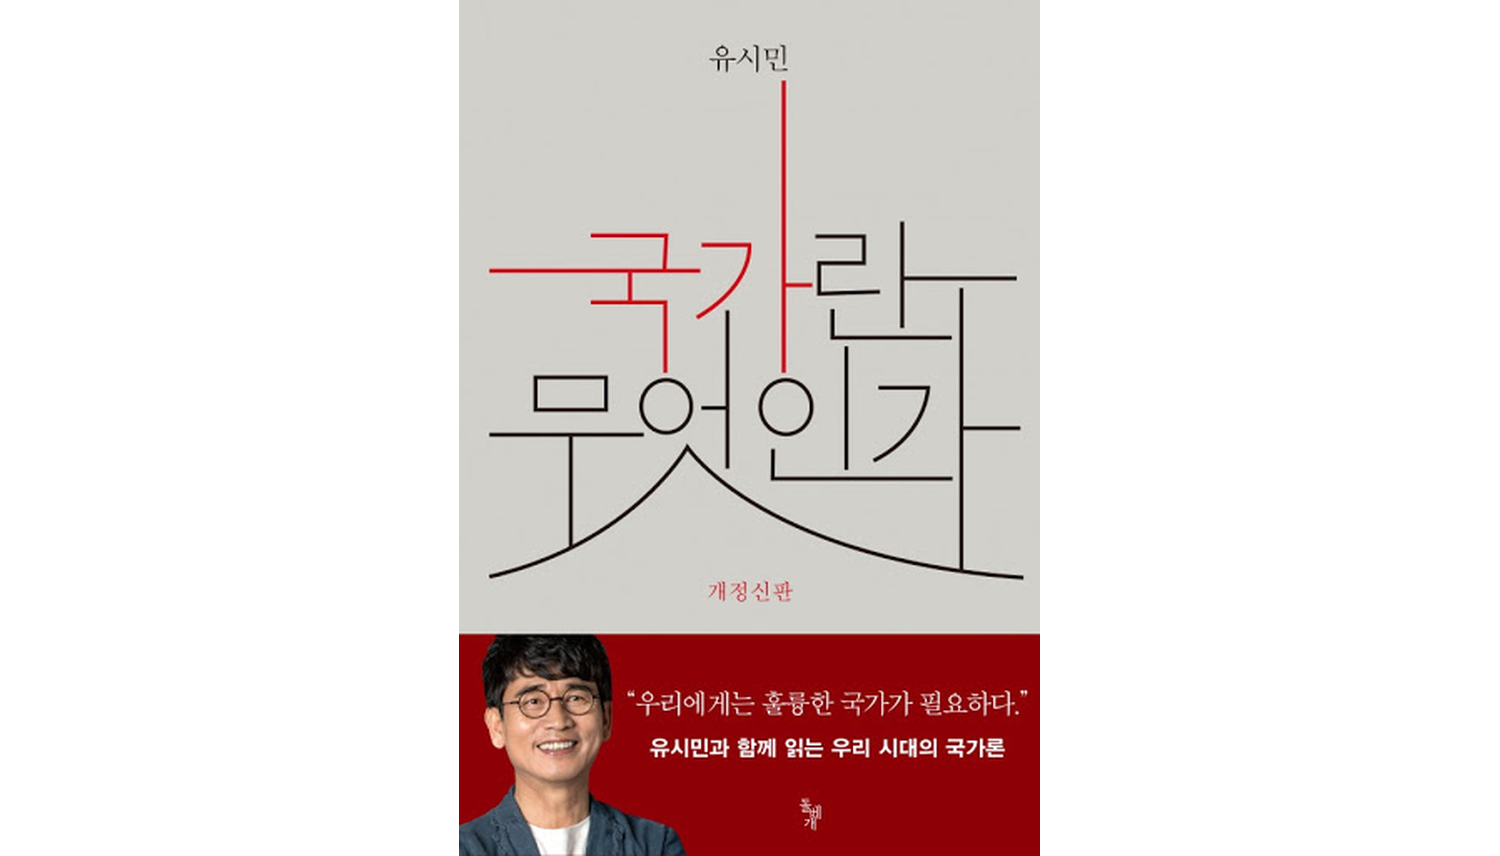 유시민
국가란
무엇인가
개정신판
“우리에게는 훌륭한 국가가 필요하다.”
유시민과 함께 읽는 우리 시대의 국가론
돌베개